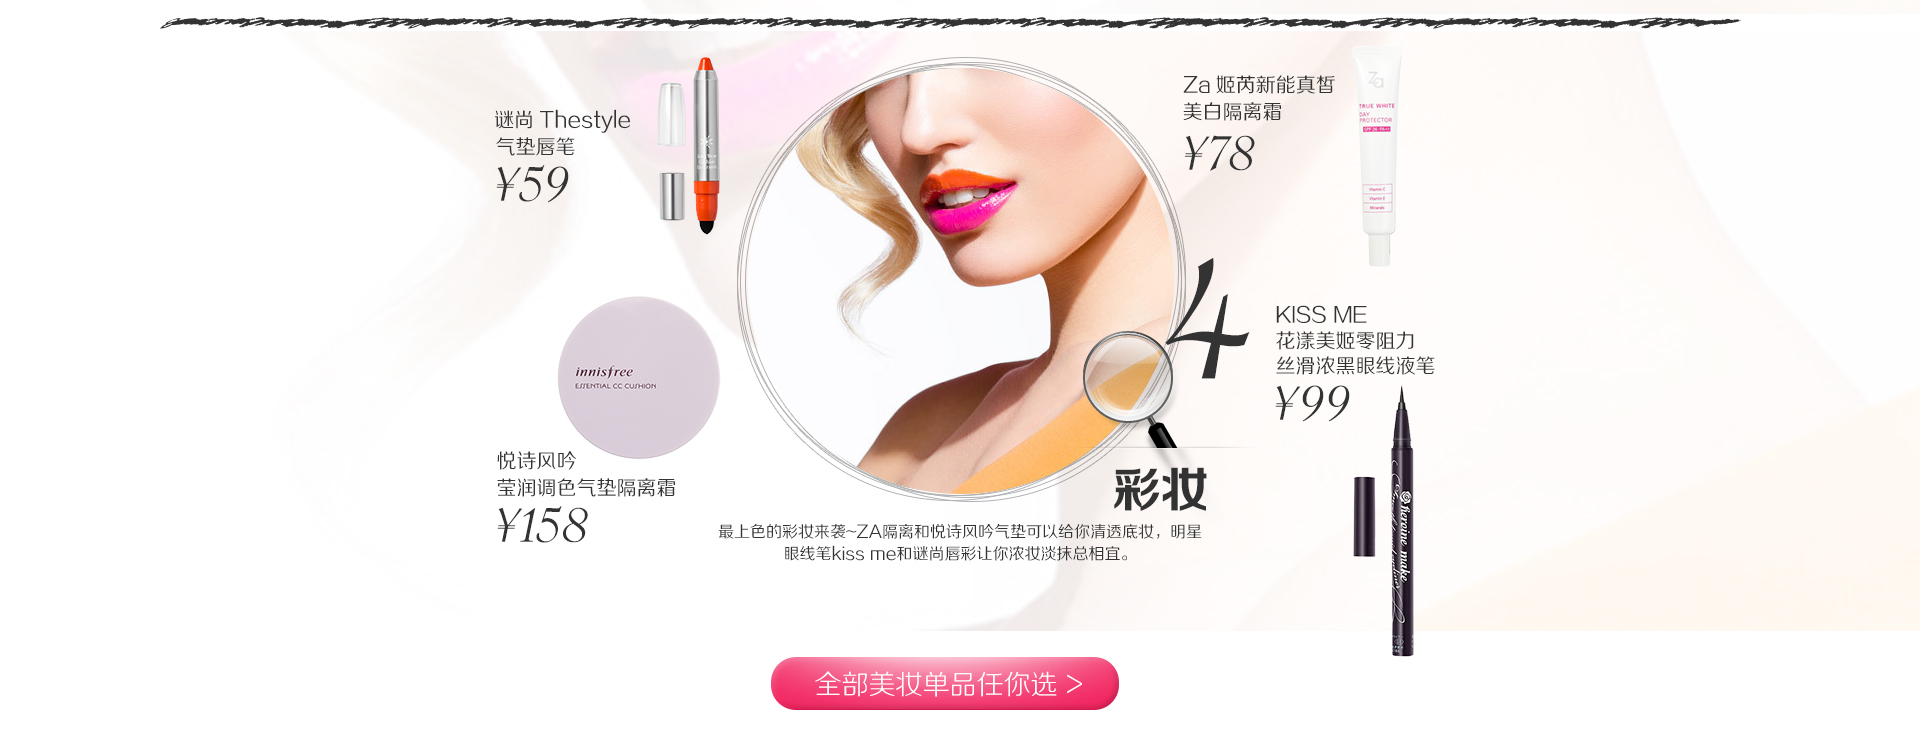 谜尚 Thestyle
气垫唇笔
¥59
Za 姬芮新能真皙
美白隔离霜
¥78
Za
TRUE WHITE
DAY
PROTECTOR
SPF 26 · PA++
Vitamin C
Vitamin E
Minerals
4
KISS ME
花漾美姬零阻力
丝滑浓黑眼线液笔
¥99
innisfree
ESSENTIAL CC CUSHION
悦诗风吟
莹润调色气垫隔离霜
¥158
彩妆
最上色的彩妆来袭~ZA隔离和悦诗风吟气垫可以给你清透底妆，明星
眼线笔kiss me和谜尚唇彩让你浓妆淡抹总相宜。
heroine make
全部美妆单品任你选 >